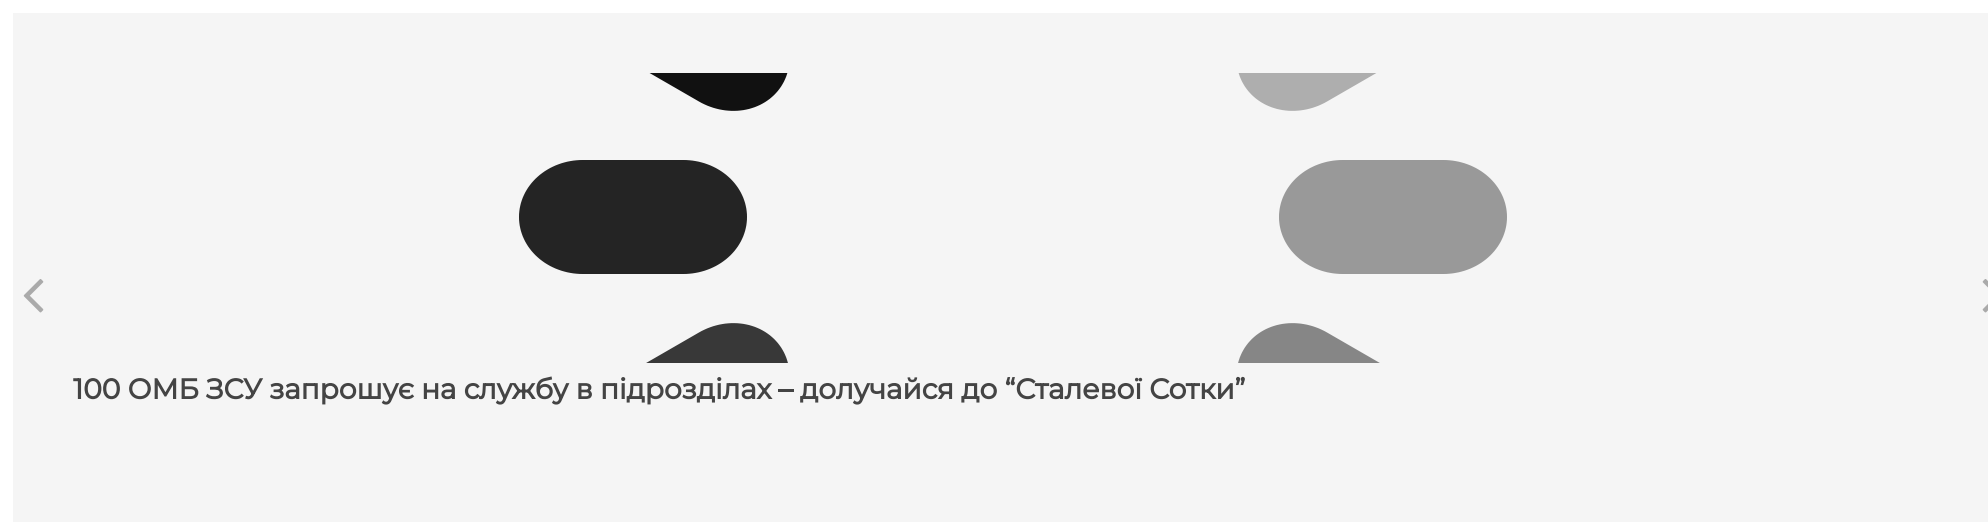 100 ОМБ ЗСУ запрошує на службу в підрозділах – долучайся до “Сталевої Сотки”